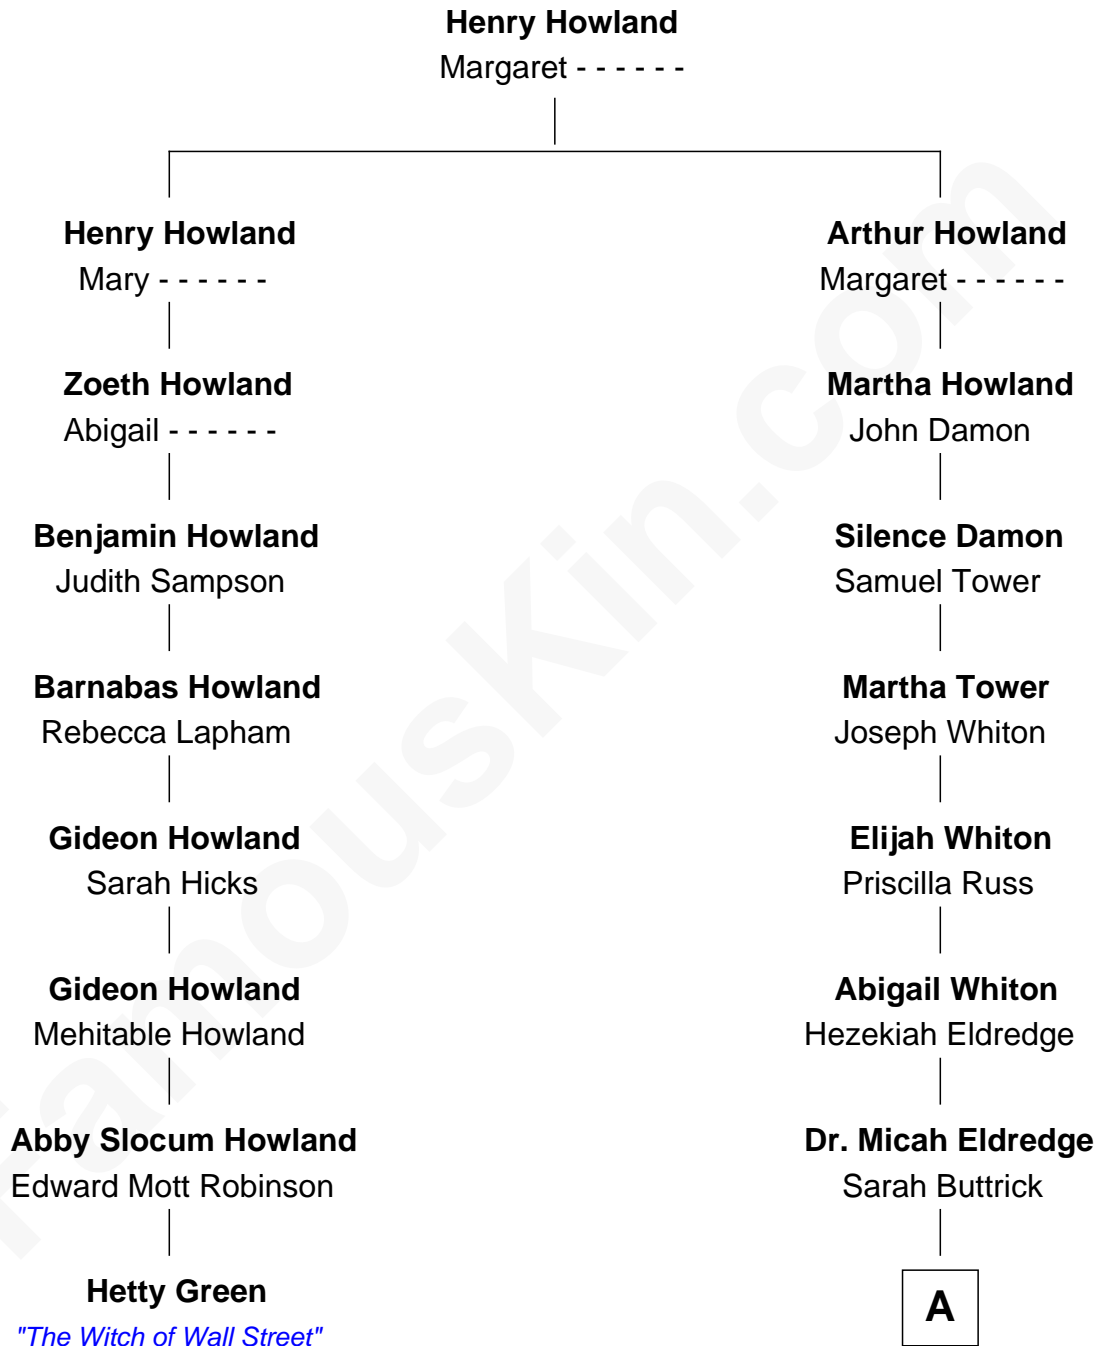 Henry Howland
Margaret - - - - - -
Henry Howland
Mary - - - - - -
Arthur Howland
Margaret - - - - - -
Zoeth Howland
Abigail - - - - - -
Martha Howland
John Damon
Benjamin Howland
Judith Sampson
Silence Damon
Samuel Tower
Barnabas Howland
Rebecca Lapham
Martha Tower
Joseph Whiton
Gideon Howland
Sarah Hicks
Elijah Whiton
Priscilla Russ
Gideon Howland
Mehitable Howland
Abigail Whiton
Hezekiah Eldredge
Abby Slocum Howland
Edward Mott Robinson
Dr. Micah Eldredge
Sarah Buttrick
Hetty Green
"The Witch of Wall Street"
A
FamousKin.com